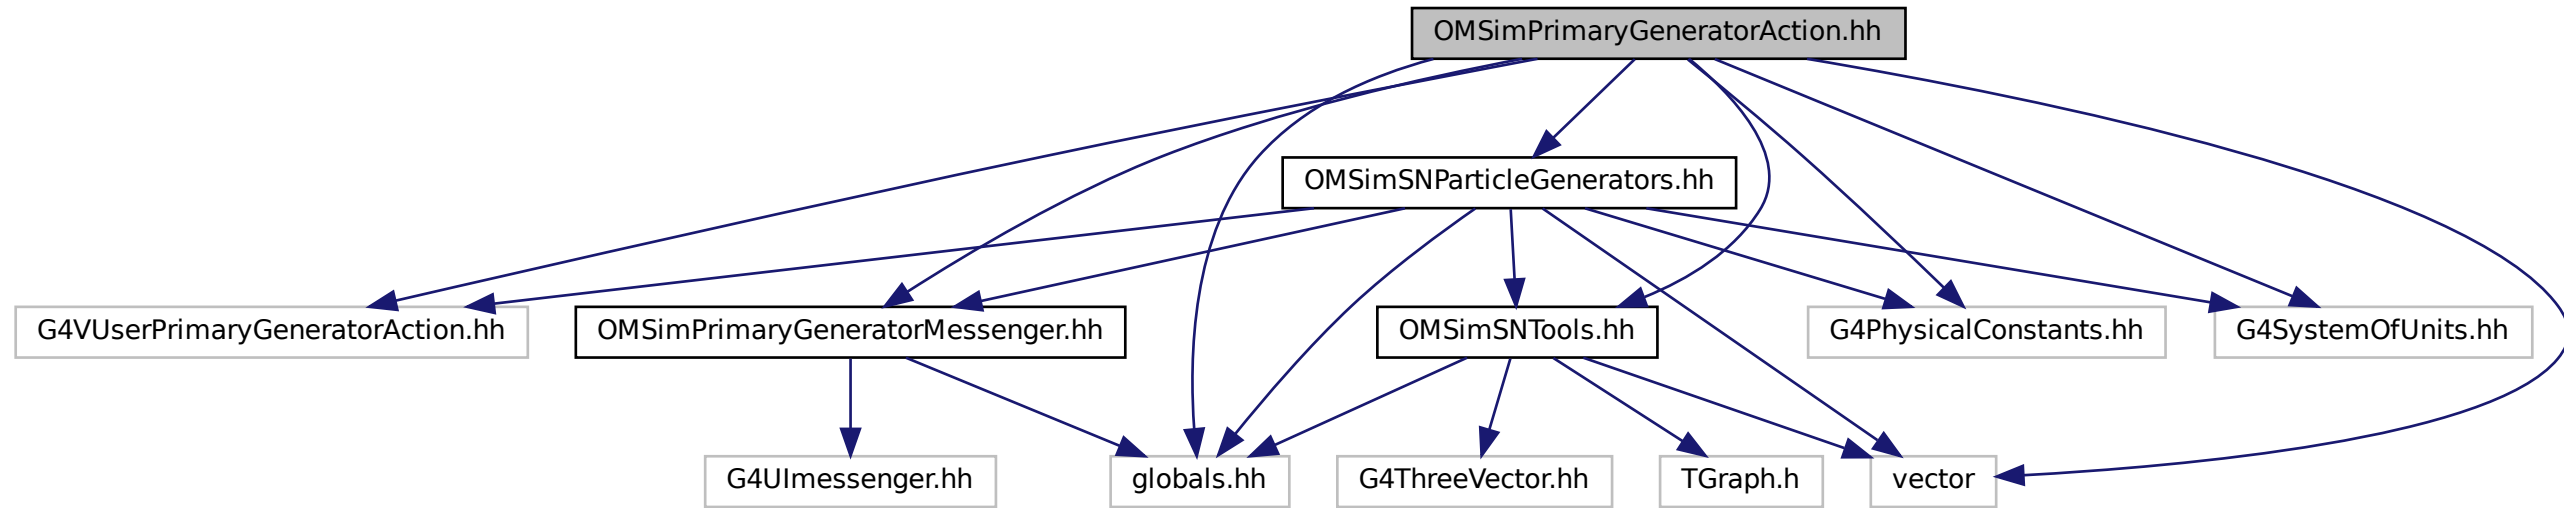 OMSimPrimaryGeneratorAction.hh
OMSimSNParticleGenerators.hh
G4VUserPrimaryGeneratorAction.hh
OMSimPrimaryGeneratorMessenger.hh
OMSimSNTools.hh
G4PhysicalConstants.hh
G4SystemOfUnits.hh
G4UImessenger.hh
globals.hh
G4ThreeVector.hh
TGraph.h
vector